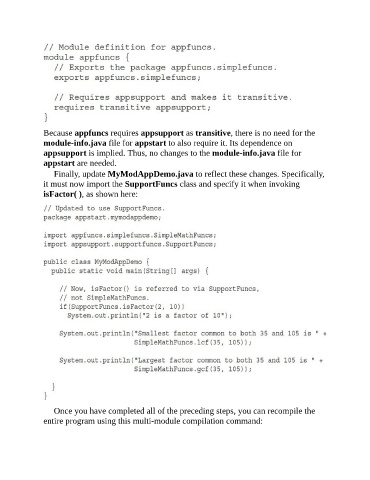 // Module definition for appfuncs.
module appfuncs {
// Exports the package appfuncs.simplefuncs.
exports appfuncs.simplefuncs;
// Requires appsupport and makes it transitive.
requires transitive appsupport;
}
Because appfuncs requires appsupport as transitive, there is no need for the
module-info.java file for appstart to also require it. Its dependence on
appsupport is implied. Thus, no changes to the module-info.java file for
appstart are needed.
Finally, update MyModAppDemo to reflect these changes. Specifically,
it must now import the SupportFuncs class and specify it when invoking
isFactor( ), as shown here:
// Updated to use SupportFuncs.
package appstart.mymodappdemo;
import appfuncs.simplefuncs.SimpleMathFuncs;
import appsupport.supportfuncs.SupportFuncs;
public class MyModAppDemo {
public static void main(String[] args) {
// Now, isFactor() is referred to via SupportFuncs,
// not SimpleMathFuncs.
if(SupportFuncs.isFactor(2, 10))
System.out.println("2 is a factor of 10");
System.out.println("Smallest factor common to both 35 and 105 is " +
SimpleMathFuncs.lcf(35, 105));
System.out.println("Largest factor common to both 35 and 105 is " +
SimpleMathFuncs.gcf(35, 105));
}
}
Once you have completed all of the preceding steps, you can recompile the
entire program using this multi-module compilation command: